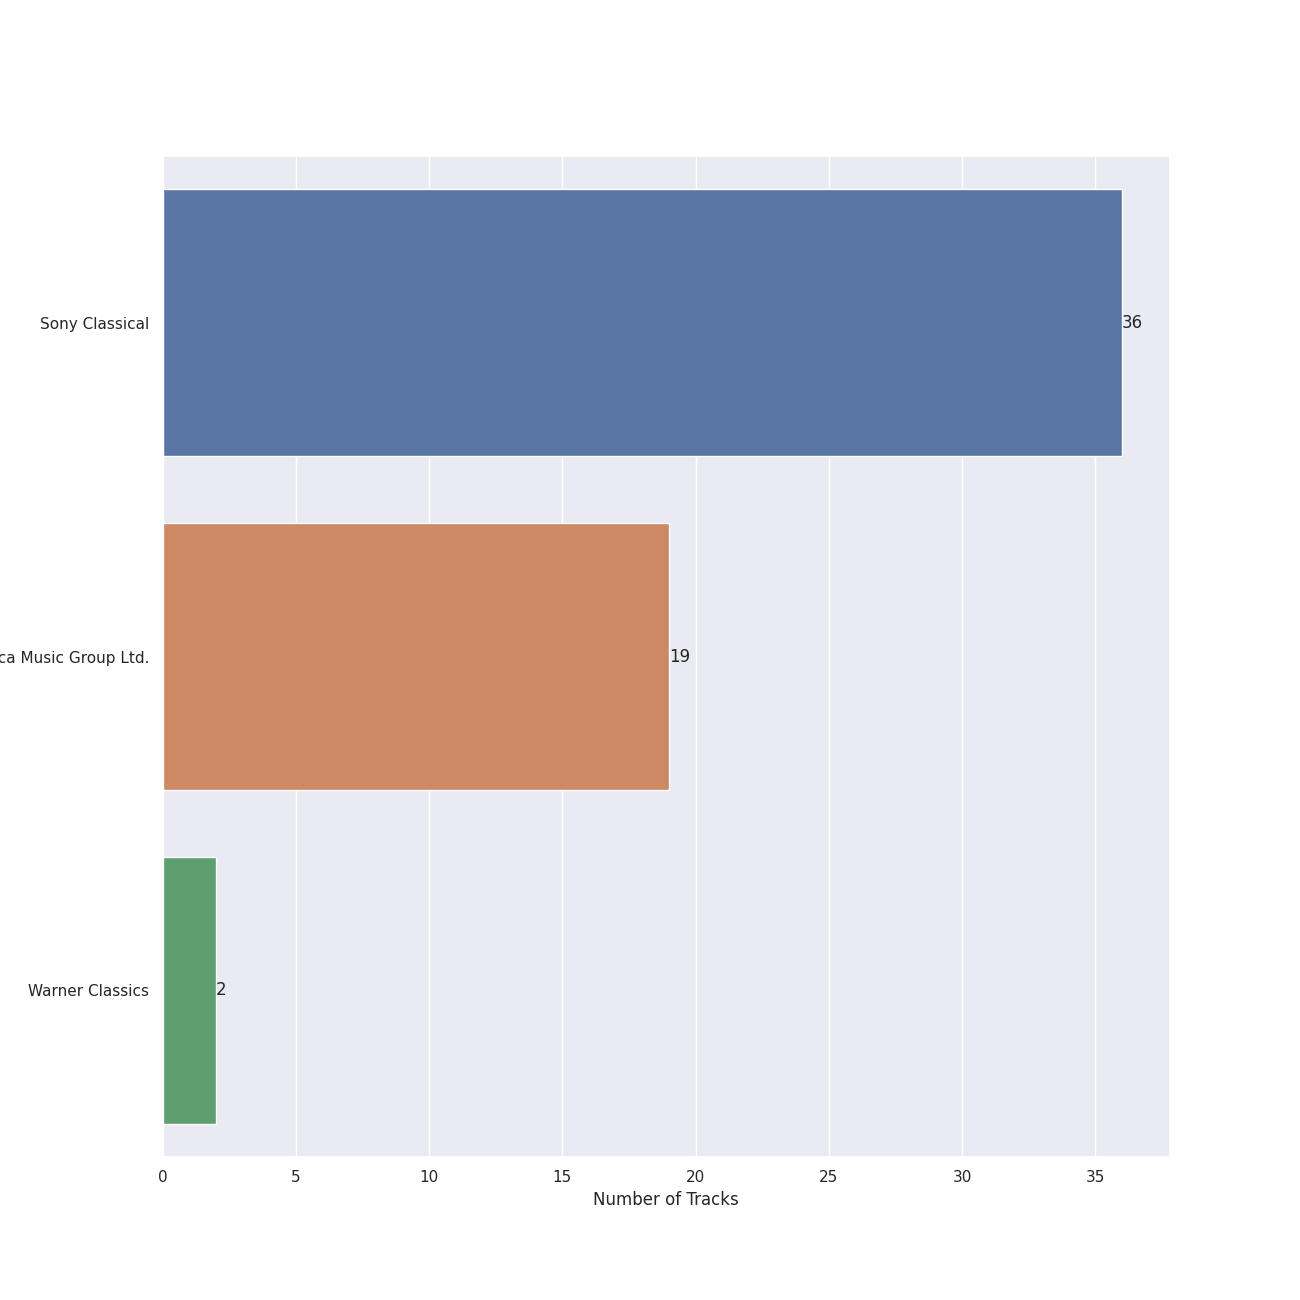 Sony Classical
36
ca Music Group Ltd.
19
Warner Classics
2
0 5 10 15 20 25 30 35
Number of Tracks